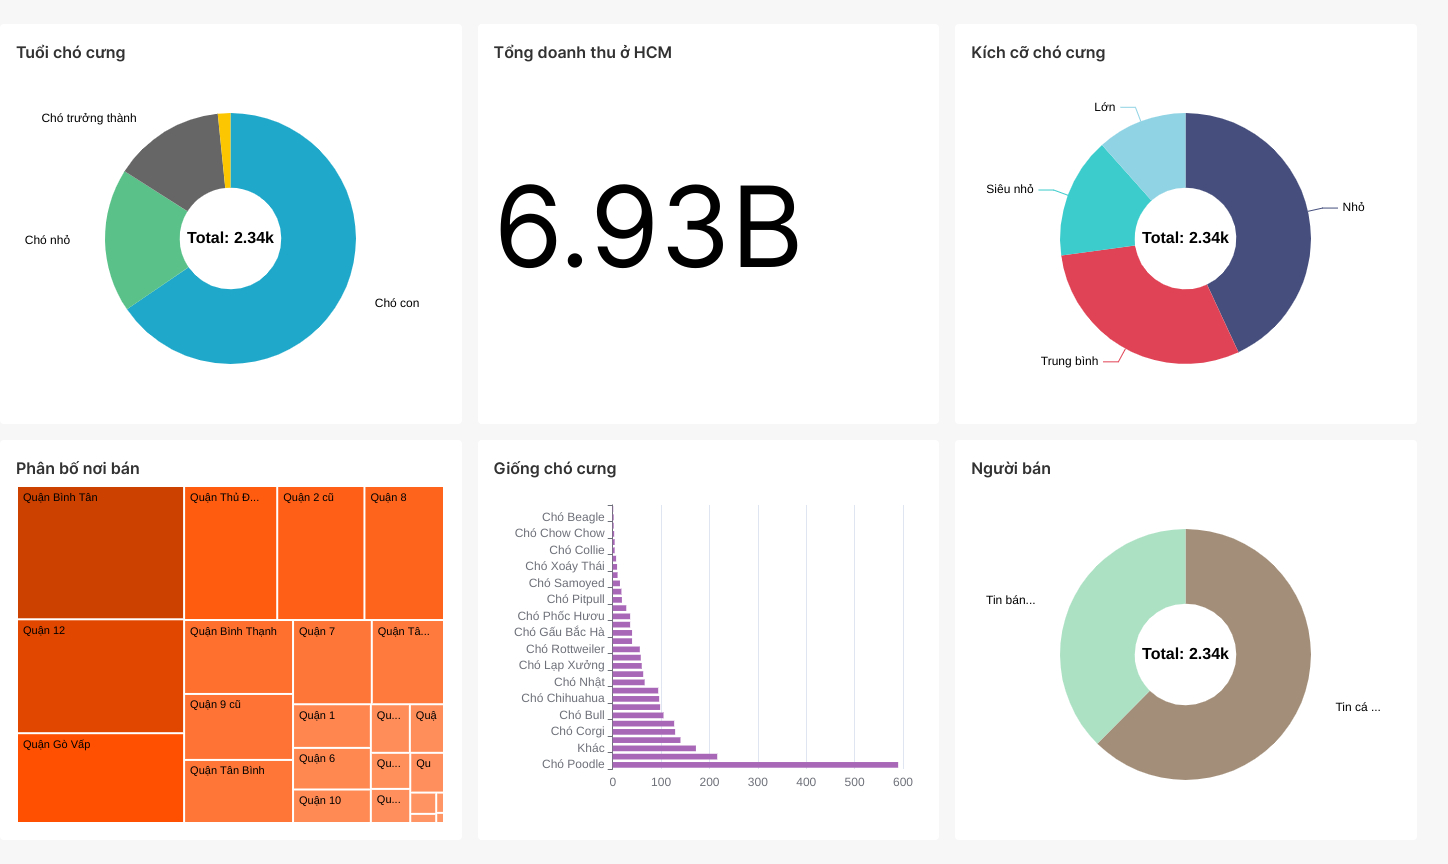 Tuổi chó cưng
Chó trưởng thành
Chó nhỏ
Total: 2.34k
Chó con
Tổng doanh thu ở HCM
6.93B
Kích cỡ chó cưng
Lớn
Siêu nhỏ
Nhỏ
Total: 2.34k
Trung bình
Phân bố nơi bán
Quận Bình Tân
Quận Thủ Đ...
Quận 2 cũ
Quận 8
Quận 12
Quận Bình Thạnh
Quận 7
Quận Tâ...
Quận 9 cũ
Quận 1
Qu...
Quậ
Quận Gò Vấp
Quận 6
Qu...
Qu
Quận Tân Bình
Quận 10
Qu...
Giống chó cưng
Chó Beagle
Chó Chow Chow
Chó Collie
Chó Xoáy Thái
Chó Samoyed
Chó Pitpull
Chó Phốc Hươu
Chó Gấu Bắc Hà
Chó Rottweiler
Chó Lạp Xưởng
Chó Nhật
Chó Chihuahua
Chó Bull
Chó Corgi
Khác
Chó Poodle
0 100 200 300 400 500 600
Người bán
Tin bán...
Total: 2.34k
Tin cá ...